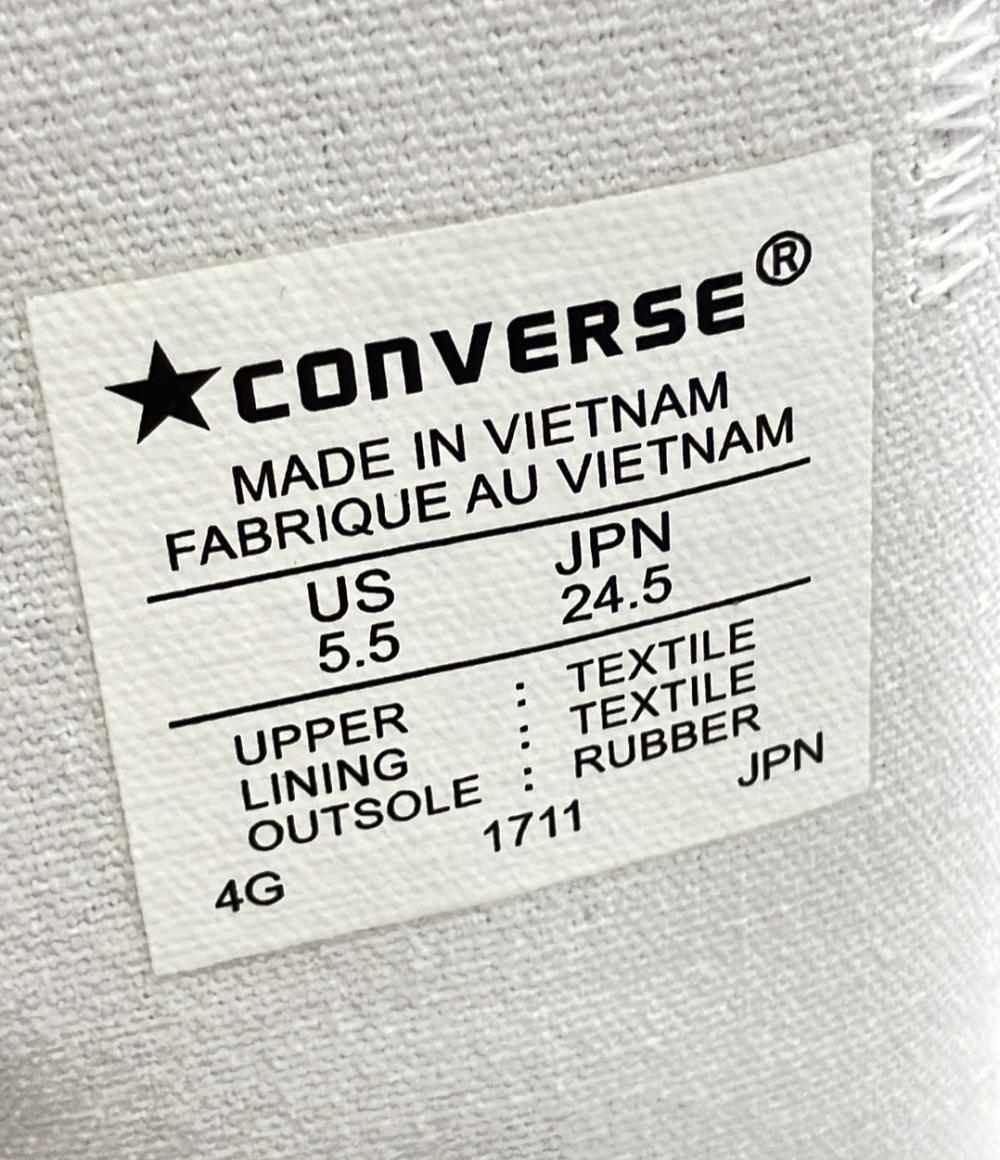 ★CONVERSE®
MADE IN VIETNAM
FABRIQUE AU VIETNAM
US JPN
5.5 24.5
UPPER : TEXTILE
LINING : TEXTILE
OUTSOLE : RUBBER
4G 1711 JPN